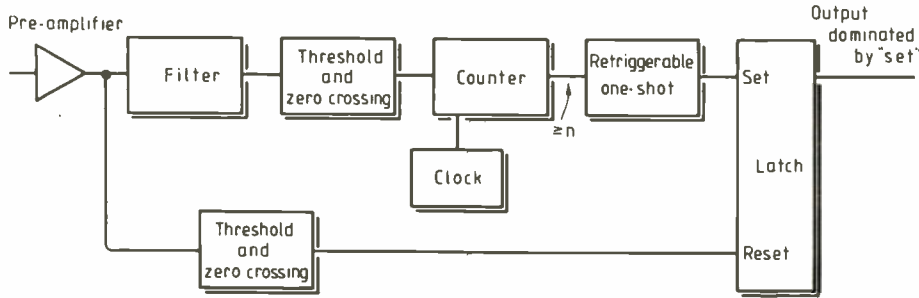 Pre-amplifier
Filter
Threshold
and
zero crossing
Counter
≥n
Retriggerable
one-shot
Set
Output
dominated
by "set"
Clock
Latch
Threshold
and
zero crossing
Reset